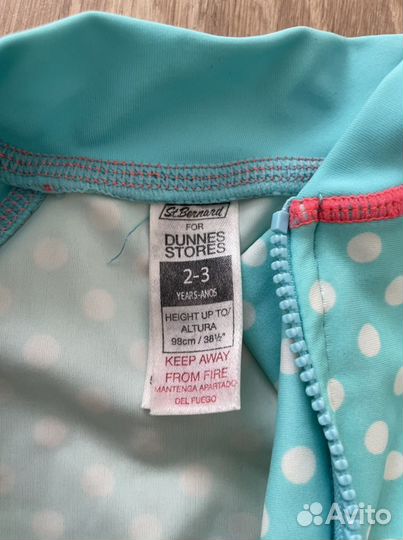 St Bernard
FOR
DUNNES
STORES
2-3
YEARS-ANOS
HEIGHT UP TO/
ALTURA
98cm / 38½"
KEEP AWAY
FROM FIRE
MANTENGA APARTADO
DEL FUEGO
Avito